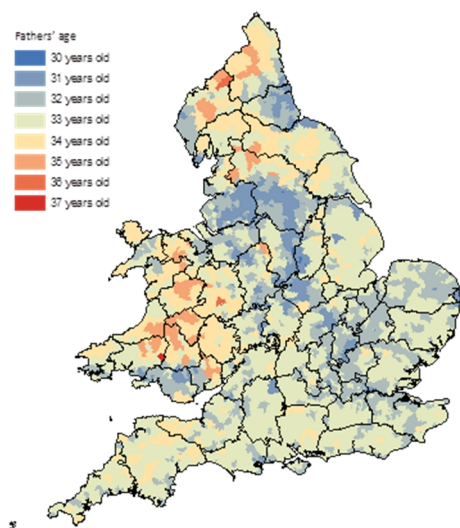 Fathers' age
30 years old
31 years old
32 years old
33 years old
34 years old
35 years old
36 years old
37 years old